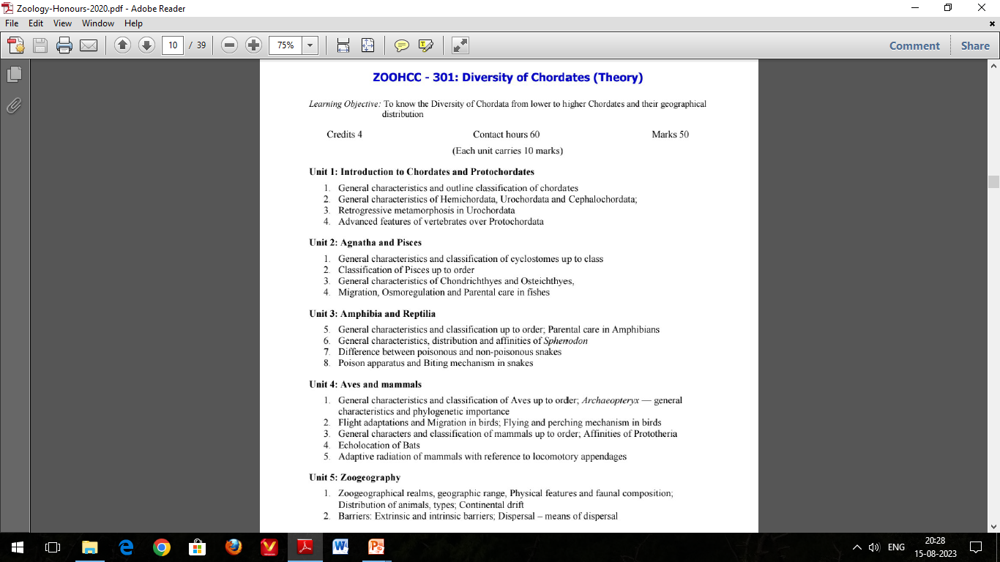 Zoology-Honours-2020.pdf - Adobe Reader
File Edit View Window Help
10 / 39 75% Comment Share
ZOOHCC - 301: Diversity of Chordates (Theory)
Learning Objective: To know the Diversity of Chordata from lower to higher Chordates and their geographical
distribution
Credits 4 Contact hours 60 Marks 50
(Each unit carries 10 marks)
Unit 1: Introduction to Chordates and Protochordates
1. General characteristics and outline classification of chordates
2. General characteristics of Hemichordata, Urochordata and Cephalochordata;
3. Retrogressive metamorphosis in Urochordata
4. Advanced features of vertebrates over Protochordata
Unit 2: Agnatha and Pisces
1. General characteristics and classification of cyclostomes up to class
2. Classification of Pisces up to order
3. General characteristics of Chondrichthyes and Osteichthyes,
4. Migration, Osmoregulation and Parental care in fishes
Unit 3: Amphibia and Reptilia
5. General characteristics and classification up to order; Parental care in Amphibians
6. General characteristics, distribution and affinities of Sphenodon
7. Difference between poisonous and non-poisonous snakes
8. Poison apparatus and Biting mechanism in snakes
Unit 4: Aves and mammals
1. General characteristics and classification of Aves up to order; Archaeopteryx — general
characteristics and phylogenetic importance
2. Flight adaptations and Migration in birds; Flying and perching mechanism in birds
3. General characters and classification of mammals up to order; Affinities of Prototheria
4. Echolocation of Bats
5. Adaptive radiation of mammals with reference to locomotory appendages
Unit 5: Zoogeography
1. Zoogeographical realms, geographic range, Physical features and faunal composition;
Distribution of animals, types; Continental drift
2. Barriers: Extrinsic and intrinsic barriers; Dispersal – means of dispersal
ENG
20:28
15-08-2023